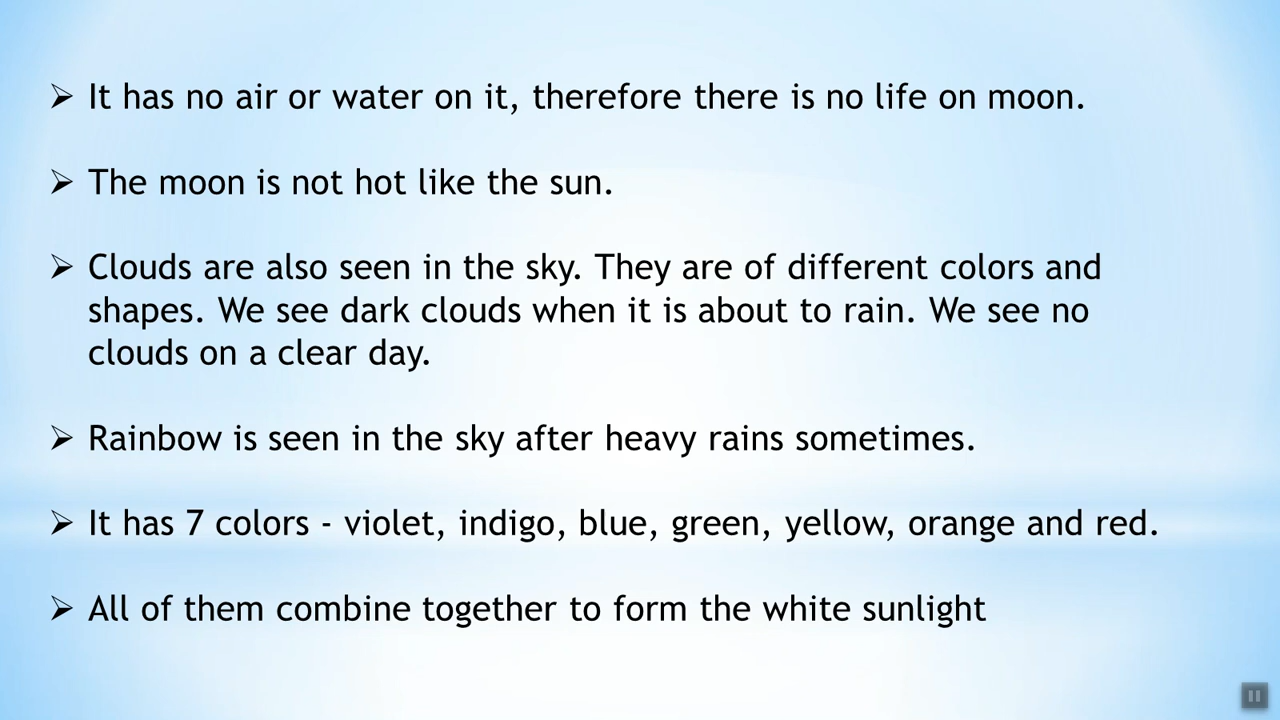 ➢ It has no air or water on it, therefore there is no life on moon.
➢ The moon is not hot like the sun.
➢ Clouds are also seen in the sky. They are of different colors and
shapes. We see dark clouds when it is about to rain. We see no
clouds on a clear day.
➢ Rainbow is seen in the sky after heavy rains sometimes.
➢ It has 7 colors - violet, indigo, blue, green, yellow, orange and red.
➢ All of them combine together to form the white sunlight